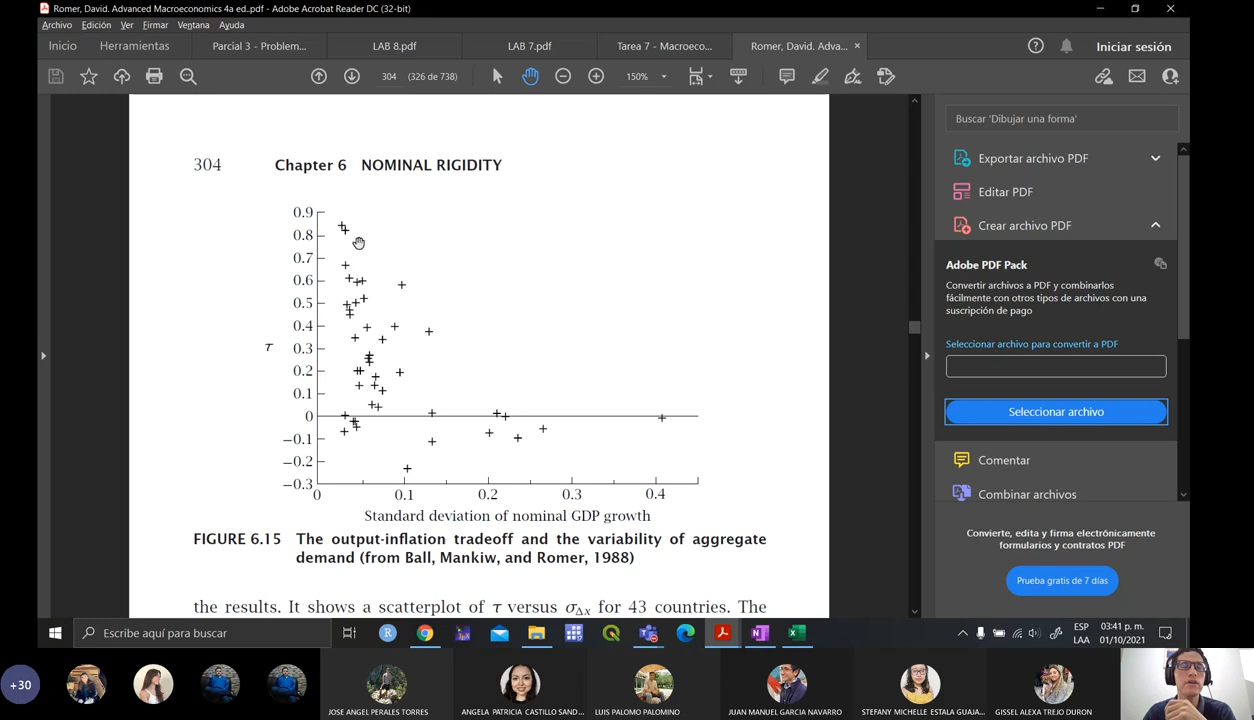 Romer, David. Advanced Macroeconomics 4a ed..pdf - Adobe Acrobat Reader DC (32-bit)
Archivo Edición Ver Firmar Ventana Ayuda
Inicio Herramientas Parcial 3 - Problem... LAB 8.pdf LAB 7.pdf Tarea 7 - Macroeco... Romer, David. Adva... × Iniciar sesión
304 (326 de 738) 150%
Buscar 'Dibujar una forma'
304 Chapter 6 NOMINAL RIGIDITY
0.9
0.8
0.7
0.6
0.5
0.4
τ 0.3
0.2
0.1
0
−0.1
−0.2
−0.3
0 0.1 0.2 0.3 0.4
Standard deviation of nominal GDP growth
FIGURE 6.15 The output-inflation tradeoff and the variability of aggregate
demand (from Ball, Mankiw, and Romer, 1988)
the results. It shows a scatterplot of τ versus σΔx for 43 countries. The
Exportar archivo PDF
Editar PDF
Crear archivo PDF
Adobe PDF Pack
Convertir archivos a PDF y combinarlos
fácilmente con otros tipos de archivos con una
suscripción de pago
Seleccionar archivo para convertir a PDF
Seleccionar archivo
Comentar
Combinar archivos
Convierte, edita y firma electrónicamente
formularios y contratos PDF
Prueba gratis de 7 días
Escribe aquí para buscar
ESP
LAA
03:41 p. m.
01/10/2021
+30
JOSE ANGEL PERALES TORRES
ANGELA PATRICIA CASTILLO SAND...
LUIS PALOMO PALOMINO
JUAN MANUEL GARCIA NAVARRO
STEFANY MICHELLE ESTALA GUAJA...
GISSEL ALEXA TREJO DURON